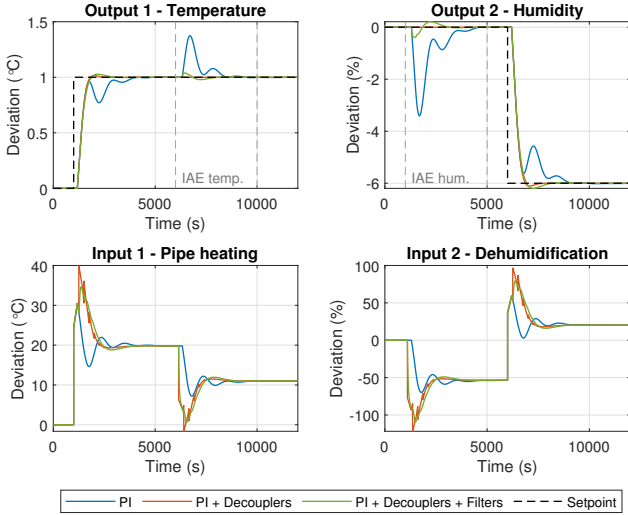 Output 1 - Temperature
Output 2 - Humidity
Deviation (°C)
1.5
1
0.5
0
IAE temp.
0
5000
10000
Time (s)
Deviation (%)
0
-2
-4
-6
IAE hum.
0
5000
10000
Time (s)
Input 1 - Pipe heating
Input 2 - Dehumidification
Deviation (°C)
40
30
20
10
0
0
5000
10000
Time (s)
Deviation (%)
100
50
0
-50
-100
0
5000
10000
Time (s)
PI
PI + Decouplers
PI + Decouplers + Filters
Setpoint